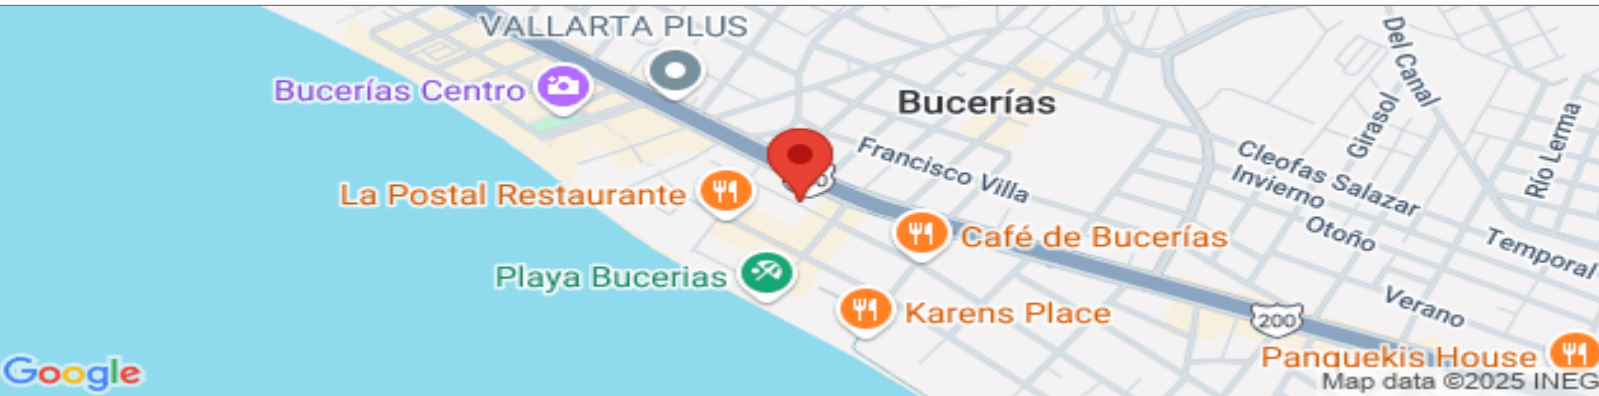 VALLARTA PLUS
Bucerías Centro
Bucerías
Del Canal
Girasol
Río Lerma
Francisco Villa
Cleofas Salazar
Invierno
Otoño
La Postal Restaurante
Café de Bucerías
Temporal
Playa Bucerias
Karens Place
Verano
200
Panquekis House
Google
Map data ©2025 INEG